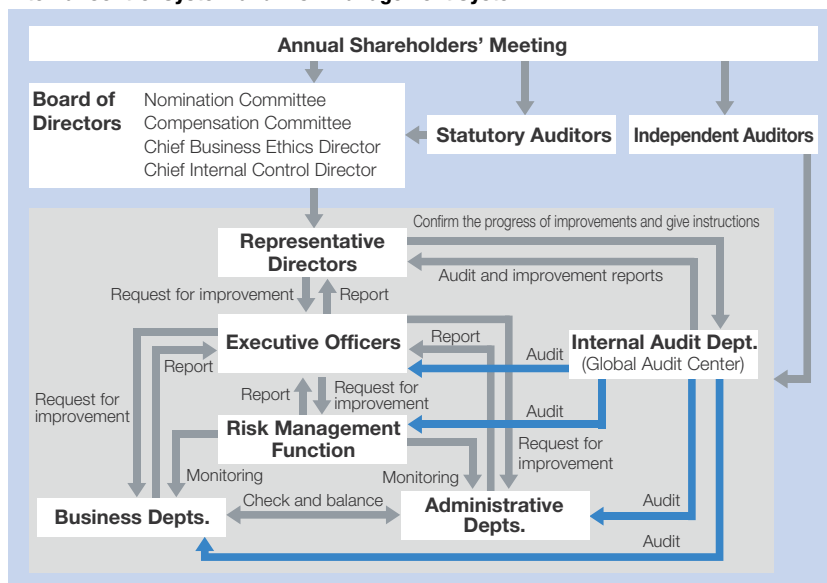 Annual Shareholders' Meeting
Board of
Directors
Nomination Committee
Compensation Committee
Chief Business Ethics Director
Chief Internal Control Director
Statutory Auditors
Independent Auditors
Confirm the progress of improvements and give instructions
Representative
Directors
Audit and improvement reports
Request for improvement
Report
Executive Officers
Report
Internal Audit Dept.
(Global Audit Center)
Audit
Report
Request for
improvement
Report
Request for
improvement
Audit
Risk Management
Function
Request for
improvement
Monitoring
Monitoring
Check and balance
Business Depts.
Administrative
Depts.
Audit
Audit